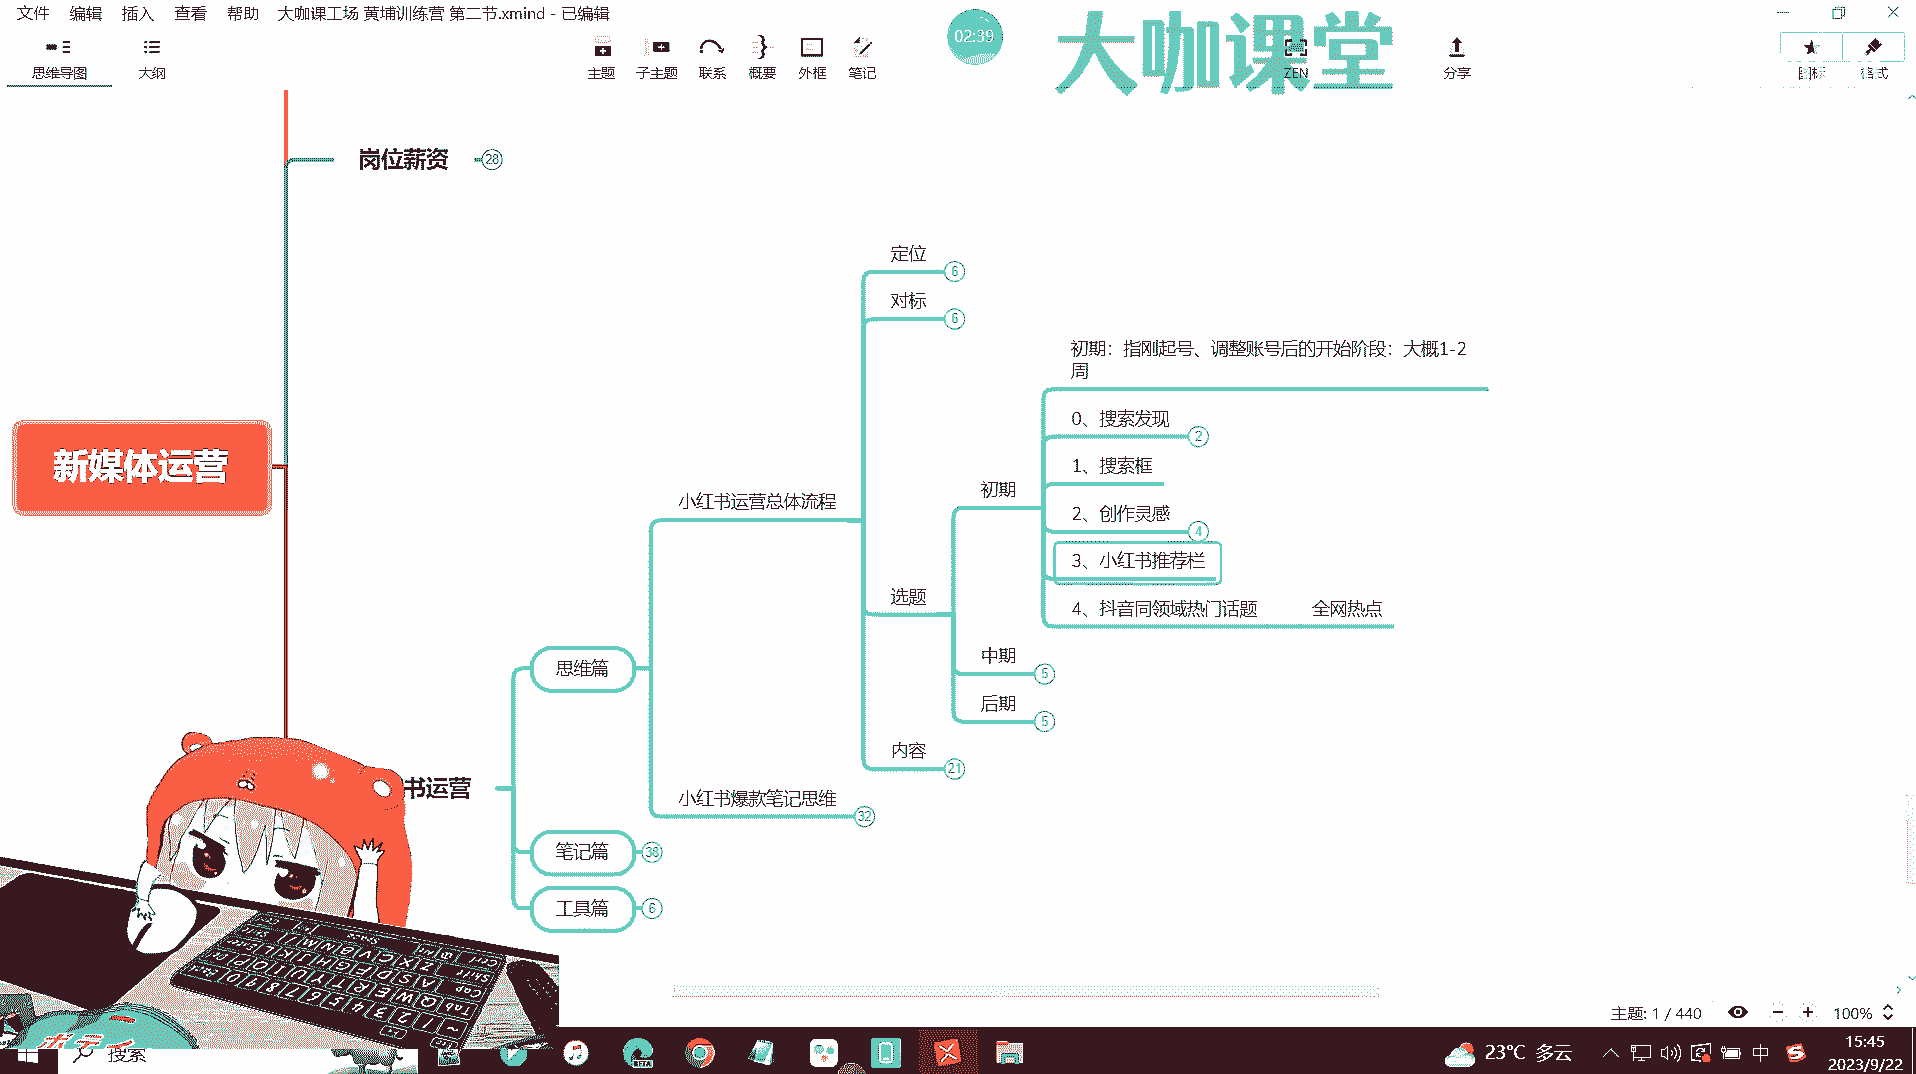 文件 编辑 插入 查看 帮助 大咖课工场 黄埔训练营 第二节.xmind - 已编辑
思维导图 大纲 主题 子主题 联系 概要 外框 笔记 ZEN 分享 图标 格式
02:39
大咖课堂
岗位薪资 28
定位 6
对标 6
初期：指刚起号、调整账号后的开始阶段：大概1-2
周
0、搜索发现 2
1、搜索框
新媒体运营
小红书运营总体流程
初期
2、创作灵感 4
3、小红书推荐栏
选题
4、抖音同领域热门话题 全网热点
思维篇
中期 5
后期 5
内容 21
书运营
小红书爆款笔记思维 32
笔记篇 38
工具篇 6
主题: 1 / 440 100%
搜索
BETA
23°C 多云
中
15:45
2023/9/22